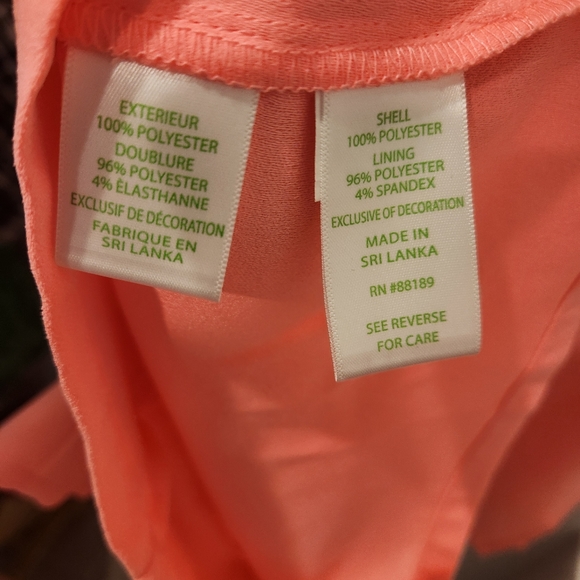 EXTERIEUR
100% POLYESTER
DOUBLURE
96% POLYESTER
4% ÈLASTHANNE
EXCLUSIF DE DÉCORATION
FABRIQUE EN
SRI LANKA
SHELL
100% POLYESTER
LINING
96% POLYESTER
4% SPANDEX
EXCLUSIVE OF DECORATION
MADE IN
SRI LANKA
RN #88189
SEE REVERSE
FOR CARE